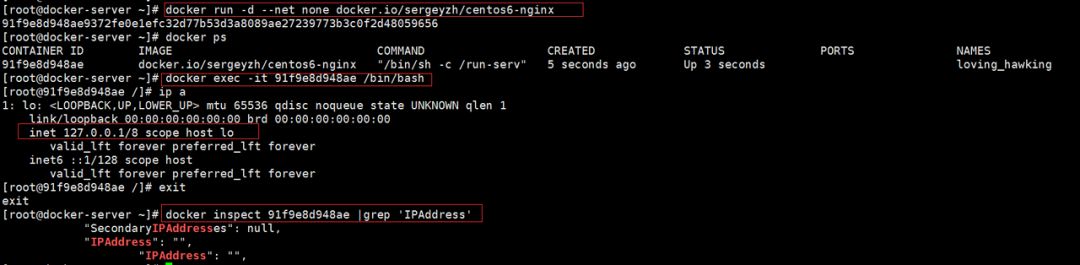 [root@docker-server ~]# docker run -d --net none docker.io/sergeyzh/centos6-nginx
91f9e8d948ae9372fe0e1efc32d77b53d3a8089ae27239773b3c0f2d48059656
[root@docker-server ~]# docker ps
CONTAINER ID IMAGE COMMAND CREATED STATUS PORTS NAMES
91f9e8d948ae docker.io/sergeyzh/centos6-nginx "/bin/sh -c /run-serv" 5 seconds ago Up 3 seconds loving_hawking
[root@docker-server ~]# docker exec -it 91f9e8d948ae /bin/bash
[root@91f9e8d948ae /]# ip a
1: lo: <LOOPBACK,UP,LOWER_UP> mtu 65536 qdisc noqueue state UNKNOWN qlen 1
link/loopback 00:00:00:00:00:00 brd 00:00:00:00:00:00
inet 127.0.0.1/8 scope host lo
valid_lft forever preferred_lft forever
inet6 ::1/128 scope host
valid_lft forever preferred_lft forever
[root@91f9e8d948ae /]# exit
exit
[root@docker-server ~]# docker inspect 91f9e8d948ae |grep 'IPAddress'
"SecondaryIPAddresses": null,
"IPAddress": "",
"IPAddress": "",